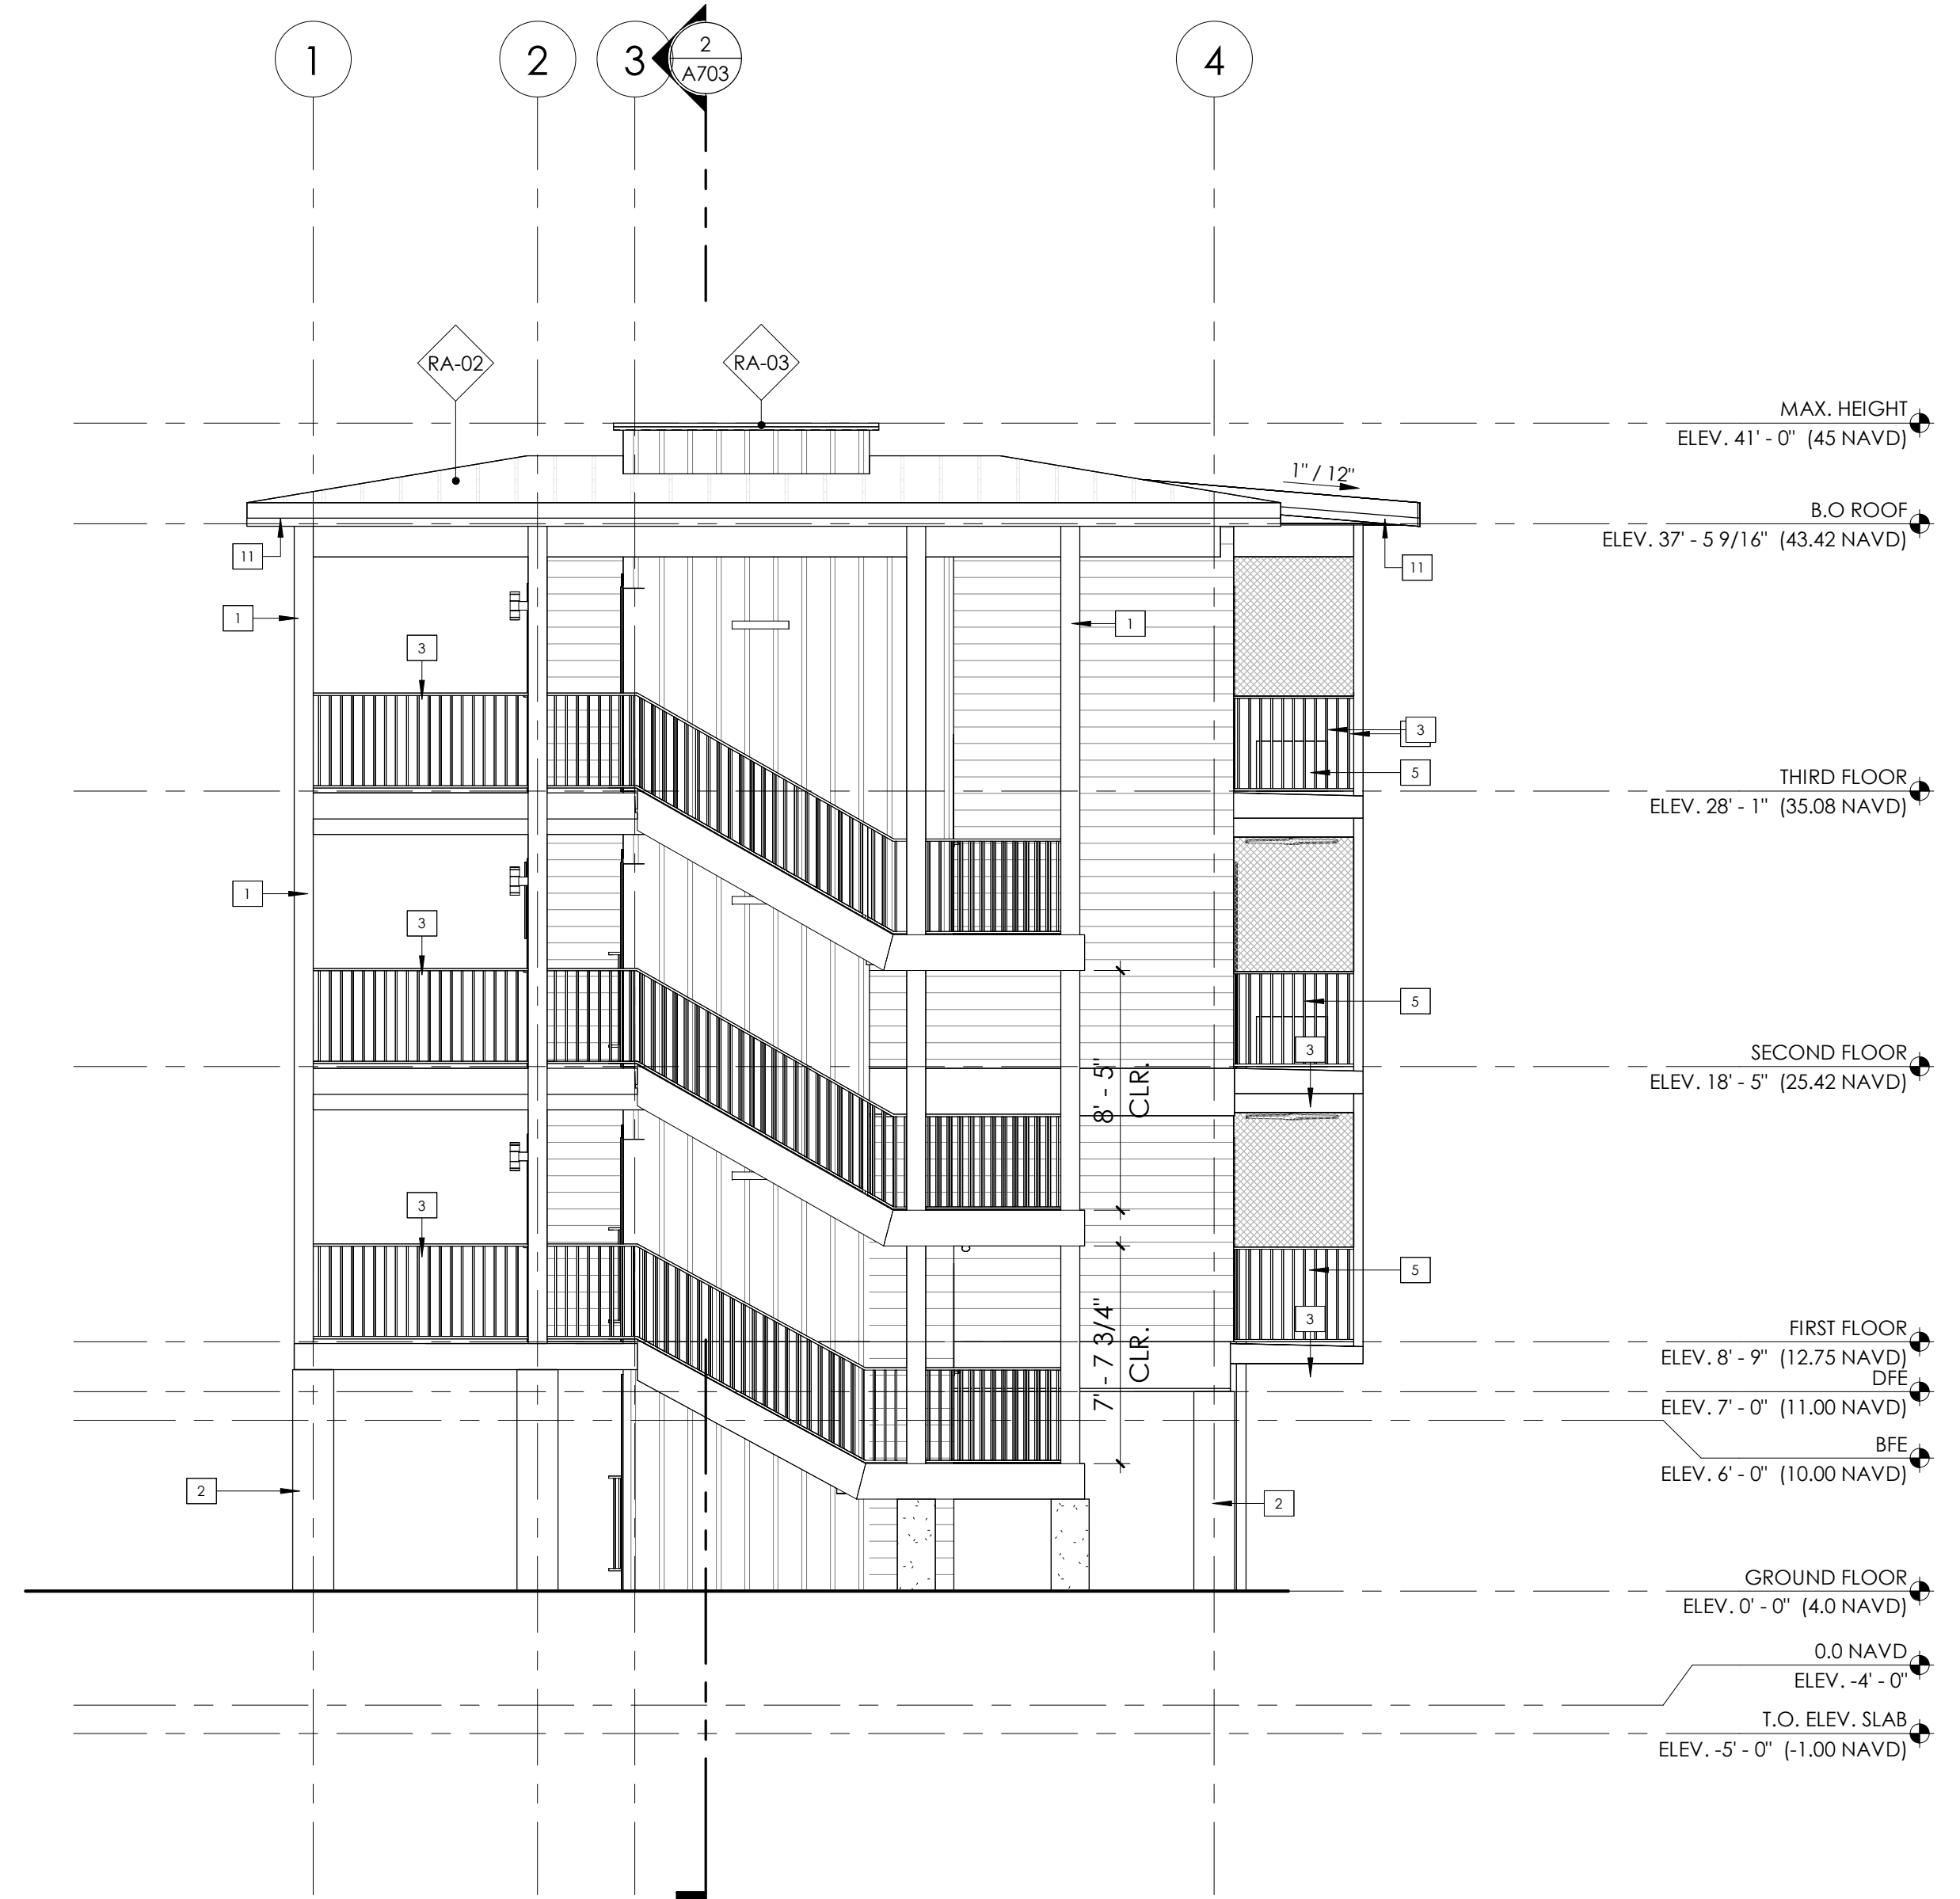 1
2
3
2
A703
4
RA-02
RA-03
MAX. HEIGHT
ELEV. 41' - 0" (45 NAVD)
1" / 12"
B.O ROOF
ELEV. 37' - 5 9/16" (43.42 NAVD)
11
11
1
1
3
3
5
THIRD FLOOR
ELEV. 28' - 1" (35.08 NAVD)
1
3
5
3
SECOND FLOOR
ELEV. 18' - 5" (25.42 NAVD)
8' - 5"
CLR.
3
5
3
7' - 7 3/4"
CLR.
FIRST FLOOR
ELEV. 8' - 9" (12.75 NAVD)
DFE
ELEV. 7' - 0" (11.00 NAVD)
BFE
ELEV. 6' - 0" (10.00 NAVD)
2
2
GROUND FLOOR
ELEV. 0' - 0" (4.0 NAVD)
0.0 NAVD
ELEV. -4' - 0"
T.O. ELEV. SLAB
ELEV. -5' - 0" (-1.00 NAVD)